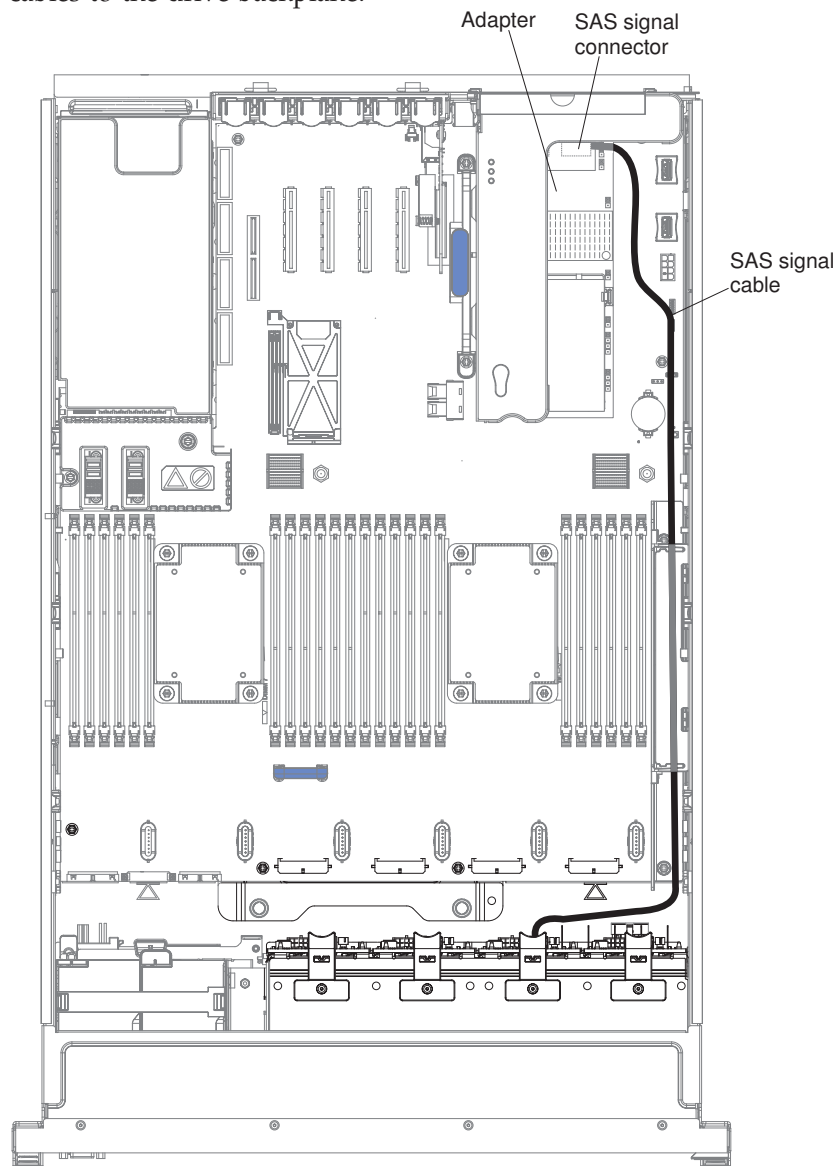 cables to the drive backplane.
Adapter
SAS signal
connector
SAS signal
cable